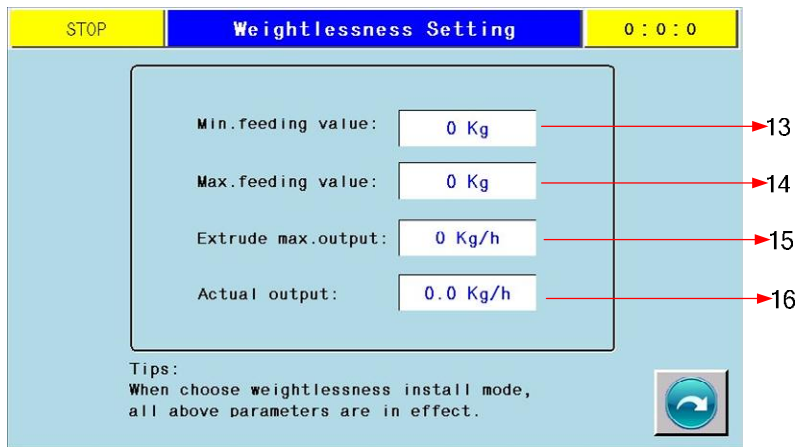 STOP Weightlessness Setting 0:0:0
Min.feeding value: 0 Kg 13
Max.feeding value: 0 Kg 14
Extrude max.output: 0 Kg/h 15
Actual output: 0.0 Kg/h 16
Tips:
When choose weightlessness install mode,
all above parameters are in effect.